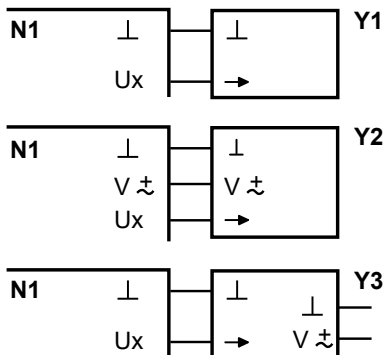 Y1
N1 ⊥ ⊥
Ux →
Y2
N1 ⊥ ⊥
V ≂ V ≂
Ux →
Y3
N1 ⊥ ⊥
⊥
Ux → V ≂